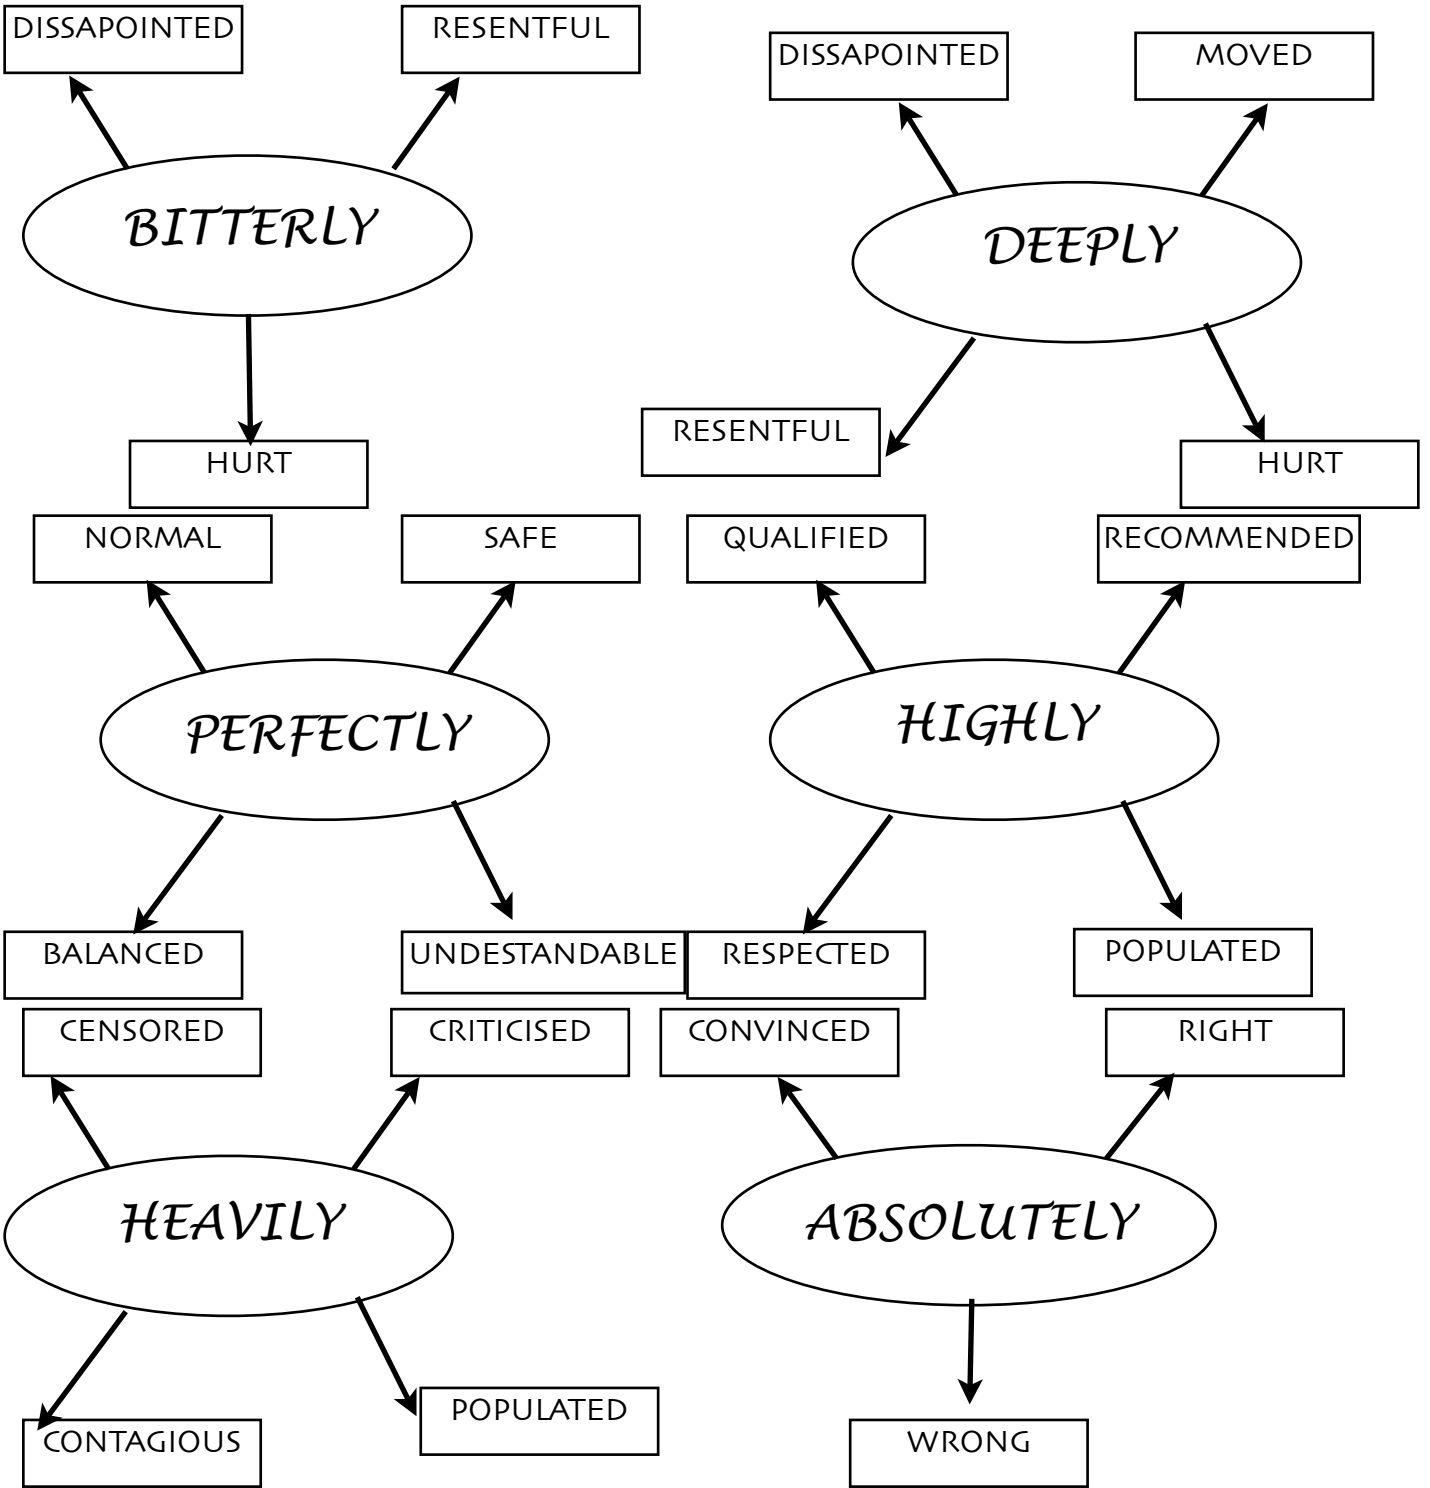 DISSAPOINTED
RESENTFUL
BITTERLY
HURT
DISSAPOINTED
MOVED
DEEPLY
RESENTFUL
HURT
NORMAL
SAFE
PERFECTLY
BALANCED
UNDESTANDABLE
QUALIFIED
RECOMMENDED
HIGHLY
RESPECTED
POPULATED
CENSORED
CRITICISED
HEAVILY
CONTAGIOUS
POPULATED
CONVINCED
RIGHT
ABSOLUTELY
WRONG